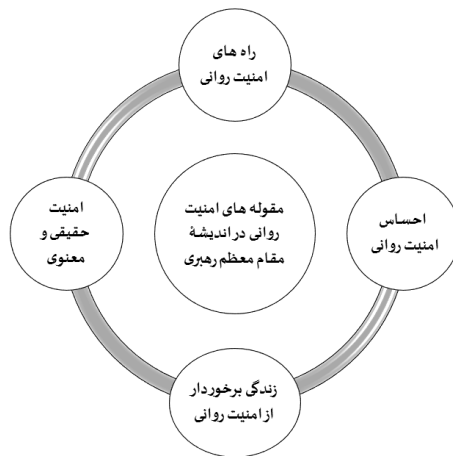 راه های
امنیت روانی
مقوله های امنیت
روانی در اندیشهٔ
مقام معظم رهبری
احساس
امنیت روانی
امنیت
حقیقی و
معنوی
زندگی برخوردار
از امنیت روانی